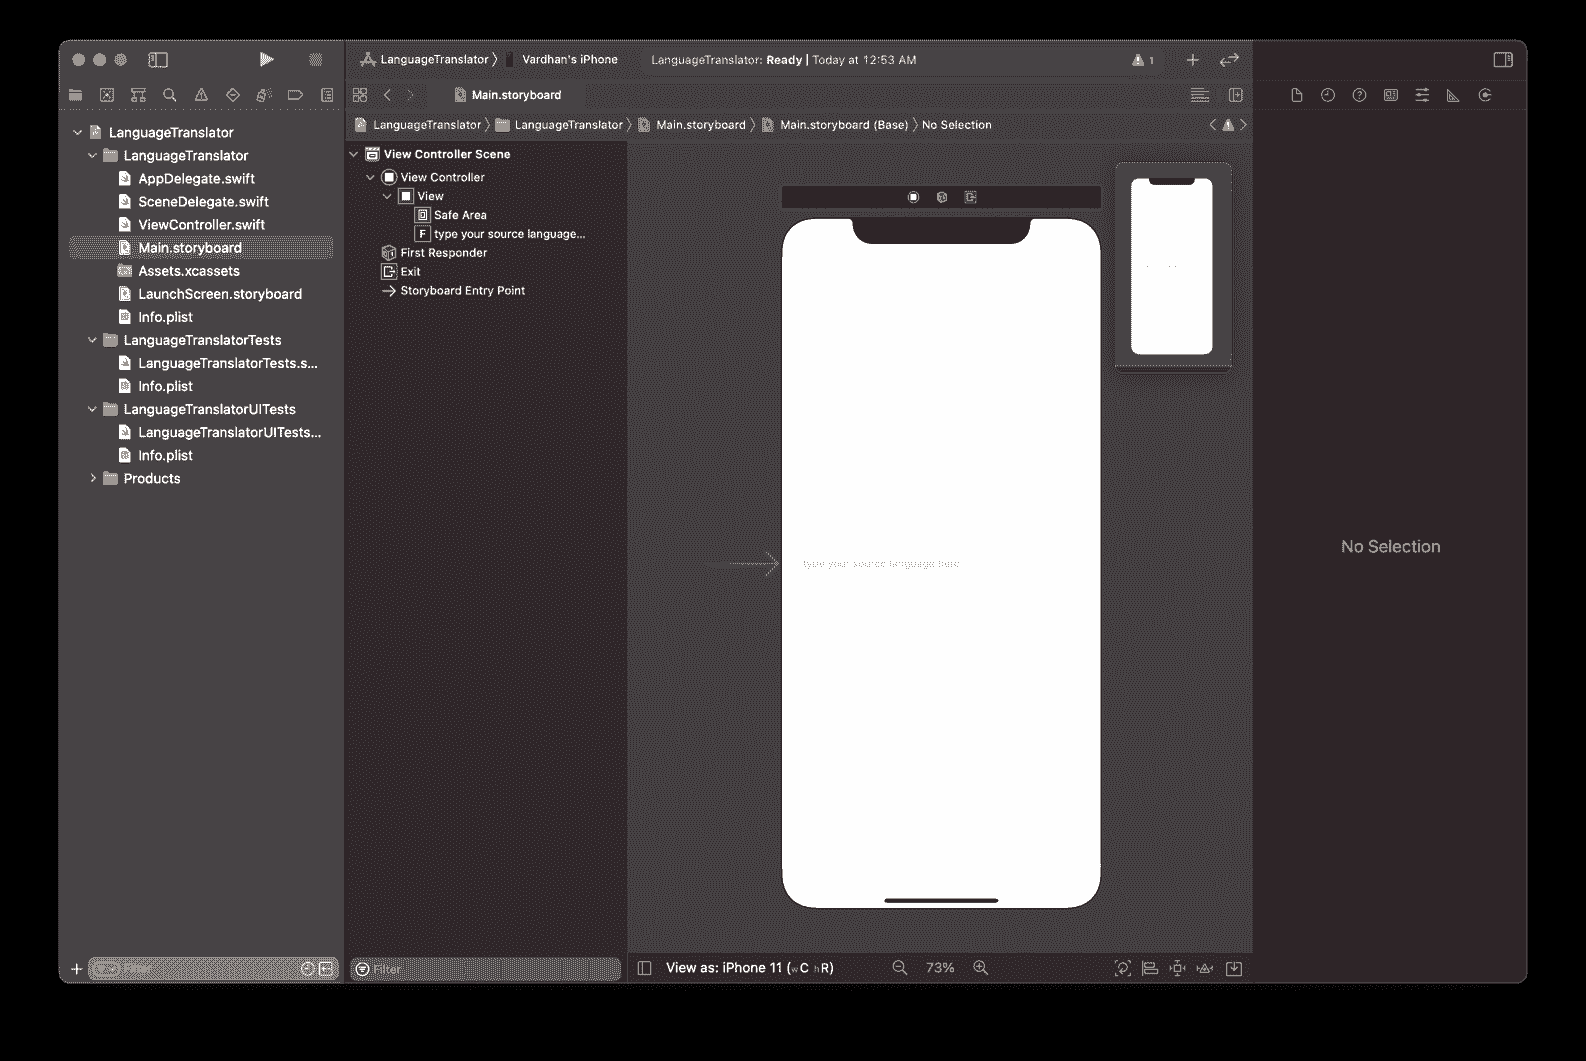 LanguageTranslator
Vardhan's iPhone
LanguageTranslator: Ready | Today at 12:53 AM
1
Main.storyboard
LanguageTranslator
LanguageTranslator
Main.storyboard
Main.storyboard (Base)
No Selection
LanguageTranslator
LanguageTranslator
AppDelegate.swift
SceneDelegate.swift
ViewController.swift
Main.storyboard
Assets.xcassets
LaunchScreen.storyboard
Info.plist
LanguageTranslatorTests
LanguageTranslatorTests.s...
Info.plist
LanguageTranslatorUITests
LanguageTranslatorUITests...
Info.plist
Products
Filter
View Controller Scene
View Controller
View
Safe Area
F type your source language...
First Responder
Exit
Storyboard Entry Point
Filter
type your source language here
View as: iPhone 11 (wC hR)
73%
No Selection